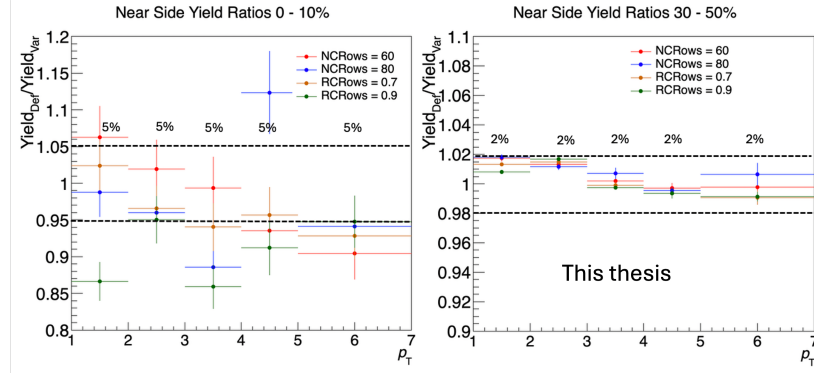 Near Side Yield Ratios 0 - 10%
Yield_Def/Yield_Var
1.2
1.15
1.1
1.05
1
0.95
0.9
0.85
0.8
NCRows = 60
NCRows = 80
RCRows = 0.7
RCRows = 0.9
5% 5% 5% 5% 5%
1 2 3 4 5 6 7
p_T
Near Side Yield Ratios 30 - 50%
Yield_Def/Yield_Var
1.1
1.08
1.06
1.04
1.02
1
0.98
0.96
0.94
0.92
0.9
NCRows = 60
NCRows = 80
RCRows = 0.7
RCRows = 0.9
2% 2% 2% 2% 2%
This thesis
1 2 3 4 5 6 7
p_T